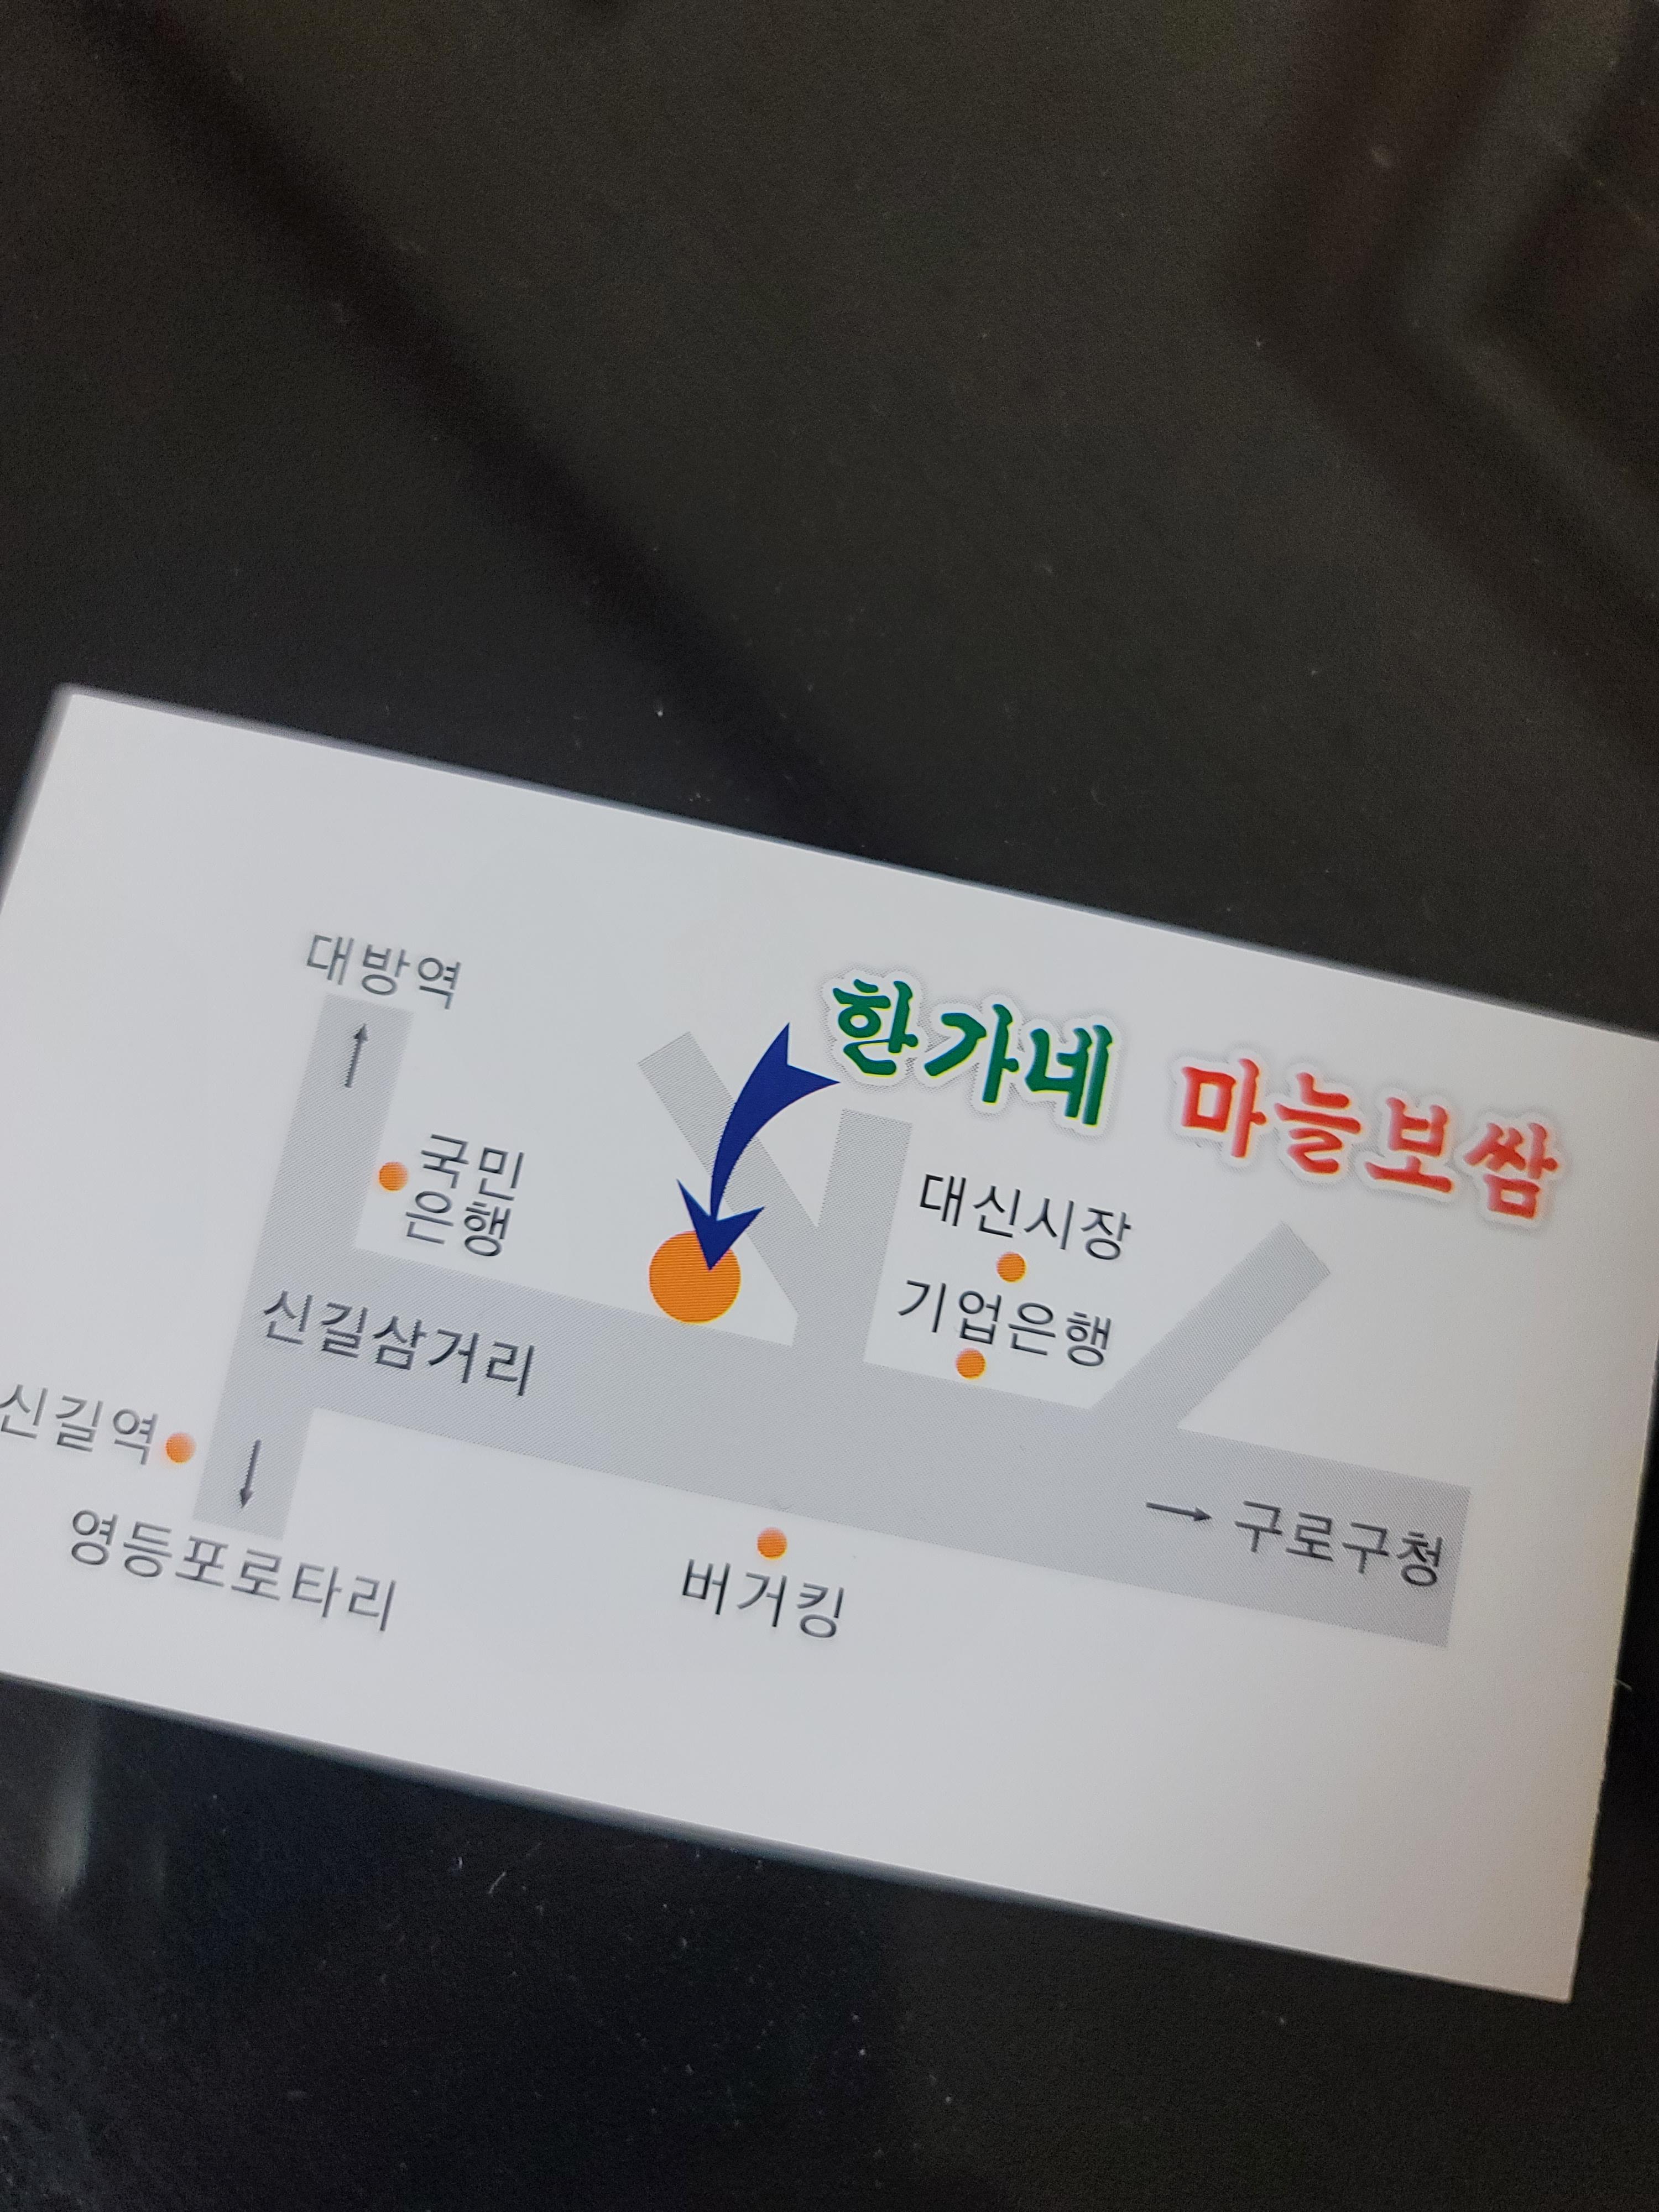 대방역
한가네 마늘보쌈
국민
은행
대신시장
기업은행
신길삼거리
신길역
영등포로타리
버거킹
→ 구로구청